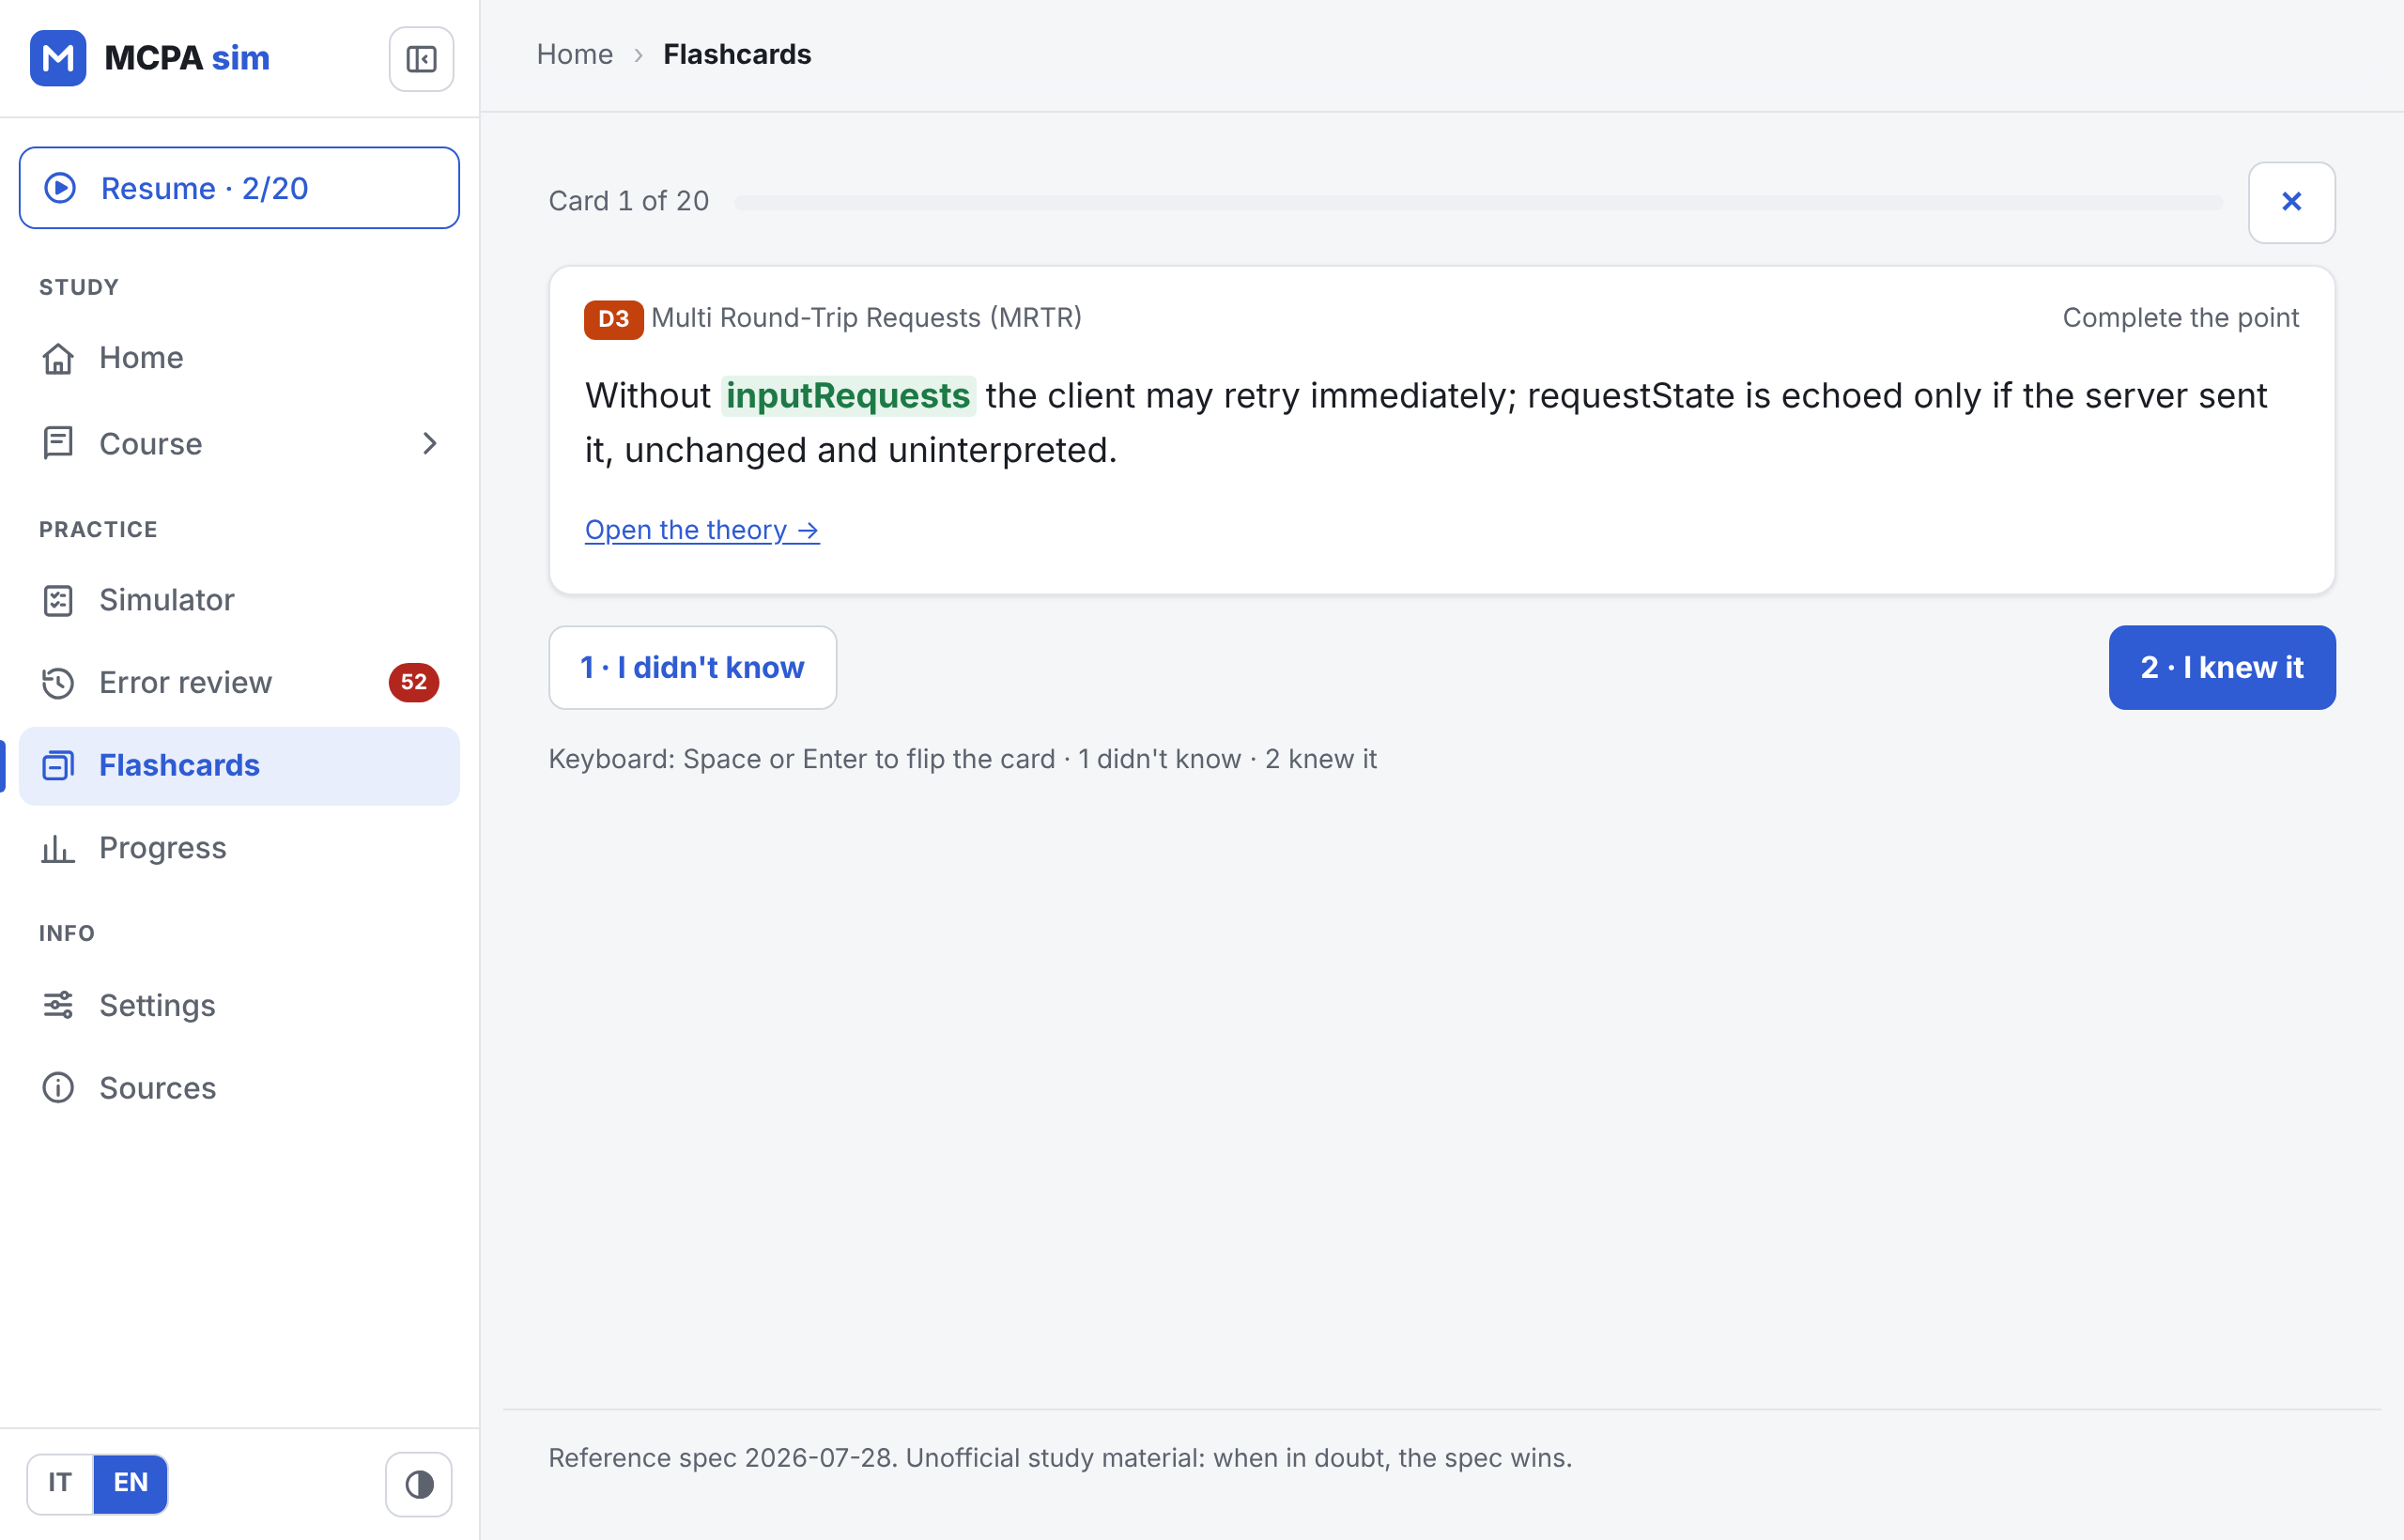 MCPA sim
Resume · 2/20
STUDY
Home
Course
PRACTICE
Simulator
Error review 52
Flashcards
Progress
INFO
Settings
Sources
IT EN
Home › Flashcards
Card 1 of 20 ×
D3 Multi Round-Trip Requests (MRTR) Complete the point
Without inputRequests the client may retry immediately; requestState is echoed only if the server sent
it, unchanged and uninterpreted.
Open the theory →
1 · I didn't know 2 · I knew it
Keyboard: Space or Enter to flip the card · 1 didn't know · 2 knew it
Reference spec 2026-07-28. Unofficial study material: when in doubt, the spec wins.